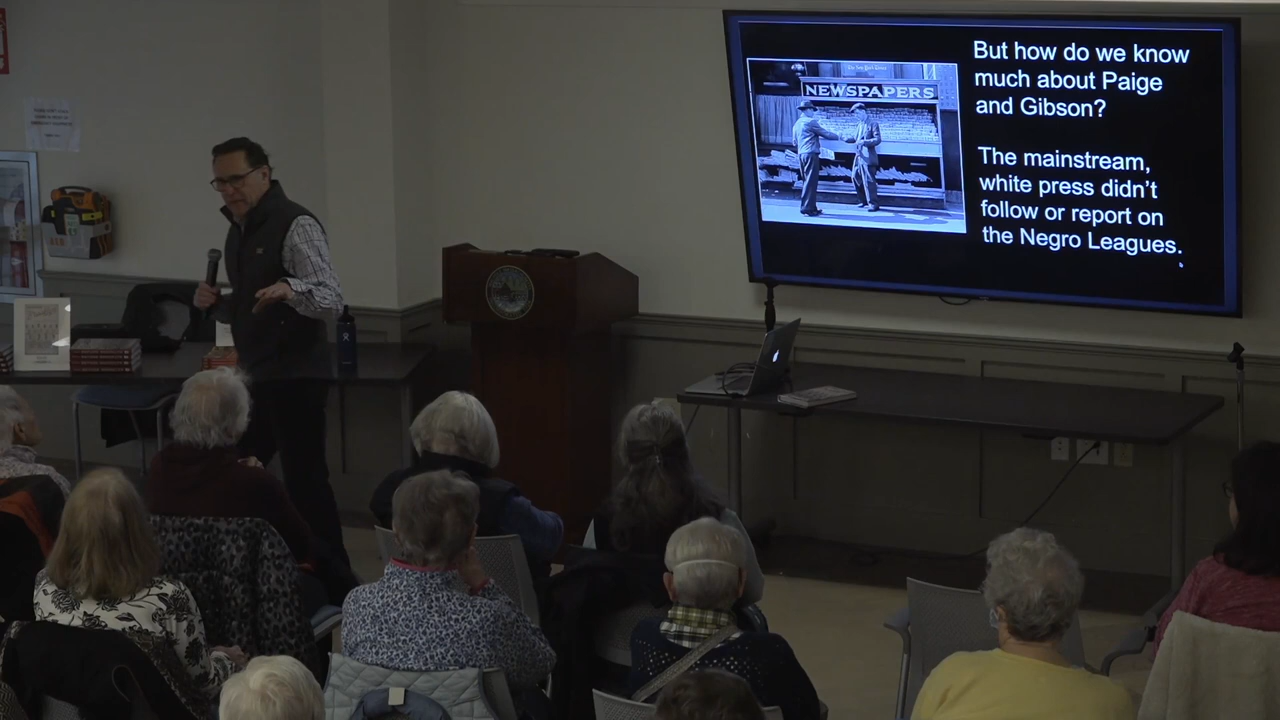 But how do we know
much about Paige
and Gibson?
NEWSPAPERS
The mainstream,
white press didn’t
follow or report on
the Negro Leagues.